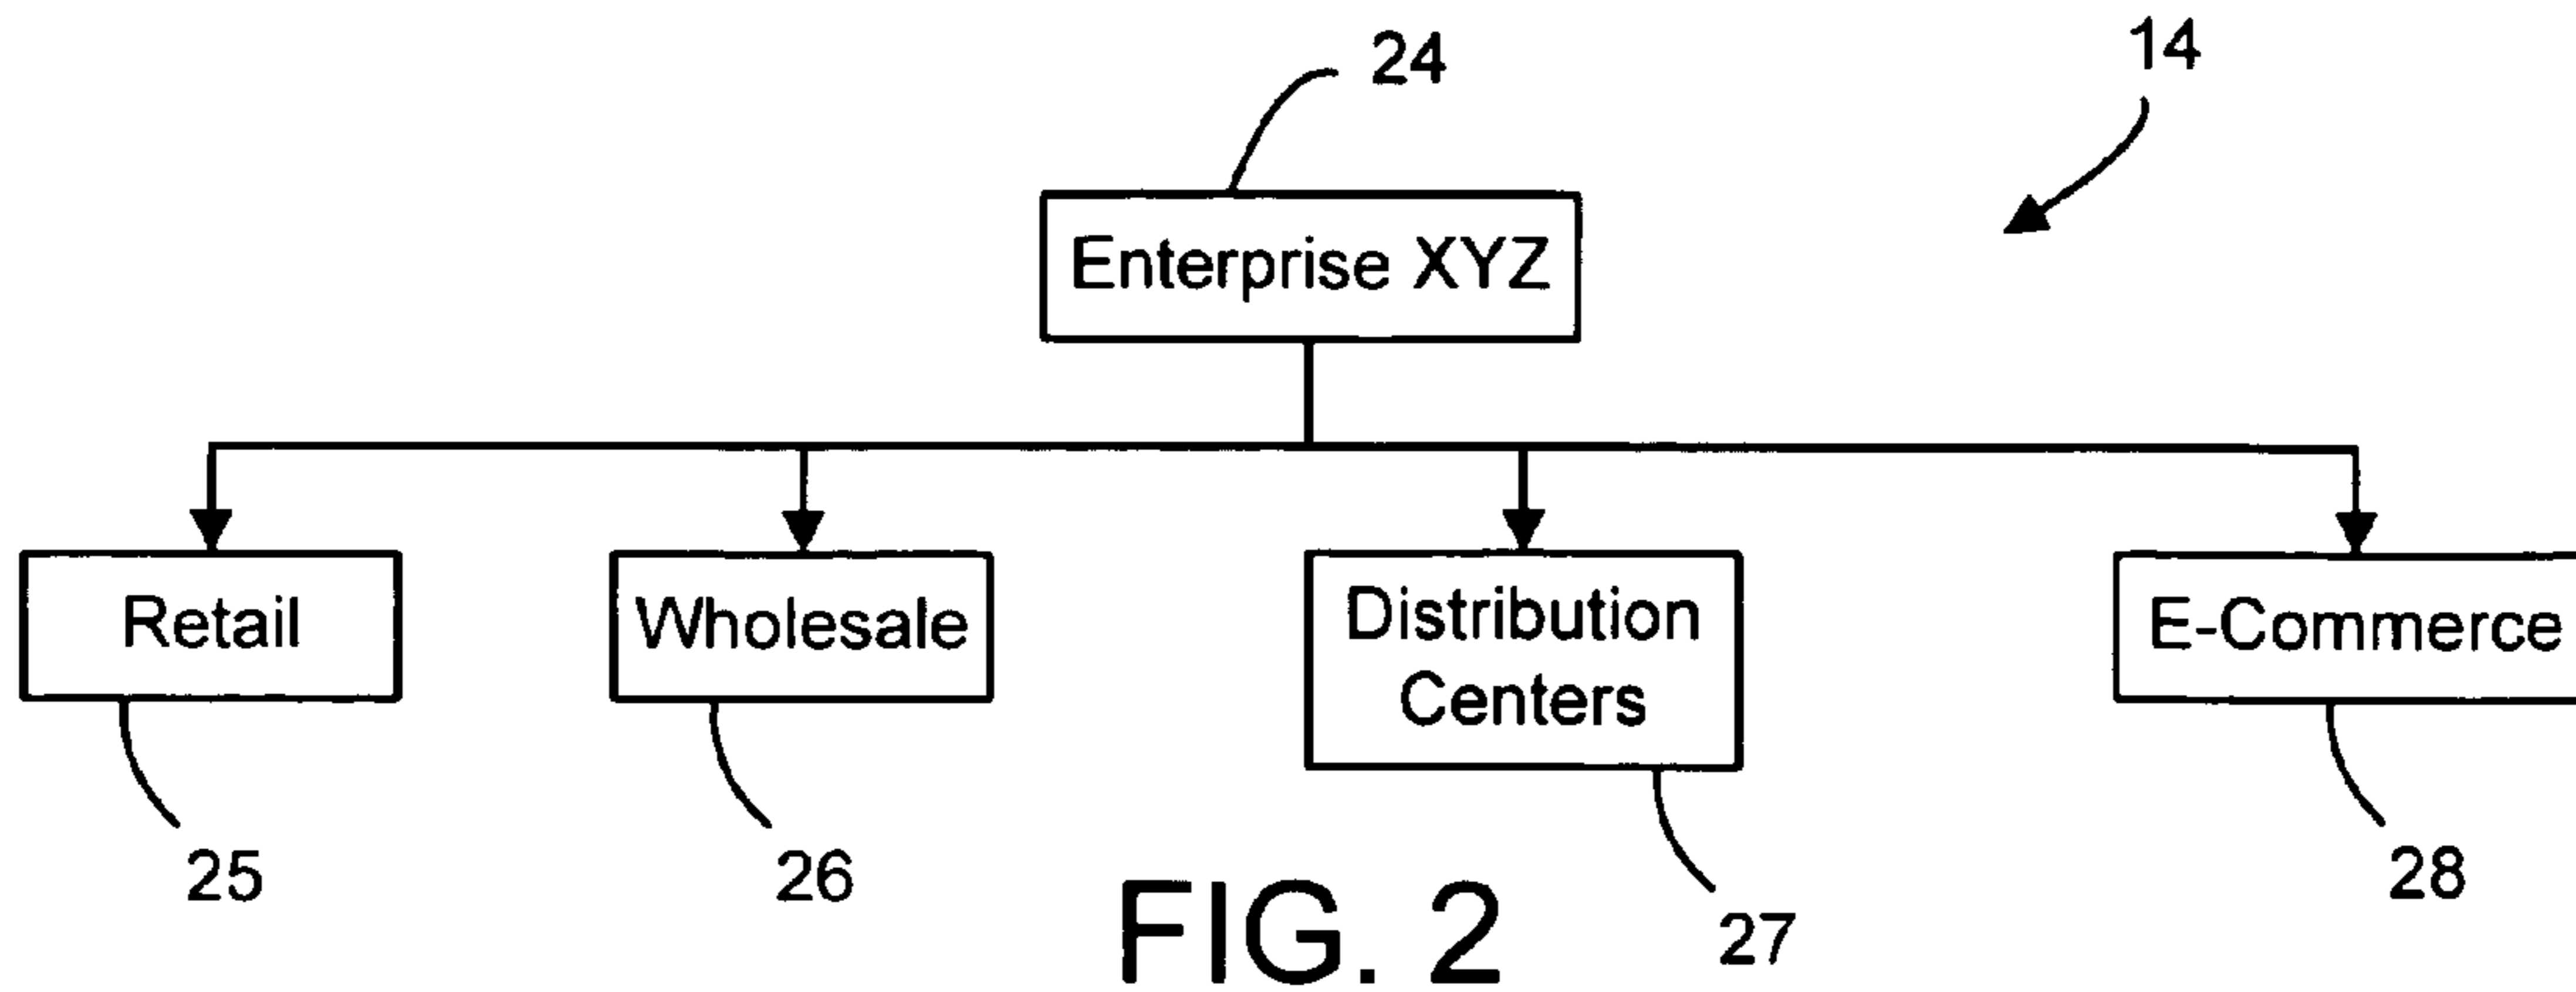 24
14
Enterprise XYZ
Retail
Wholesale
Distribution
Centers
E-Commerce
25
26
27
28
FIG. 2